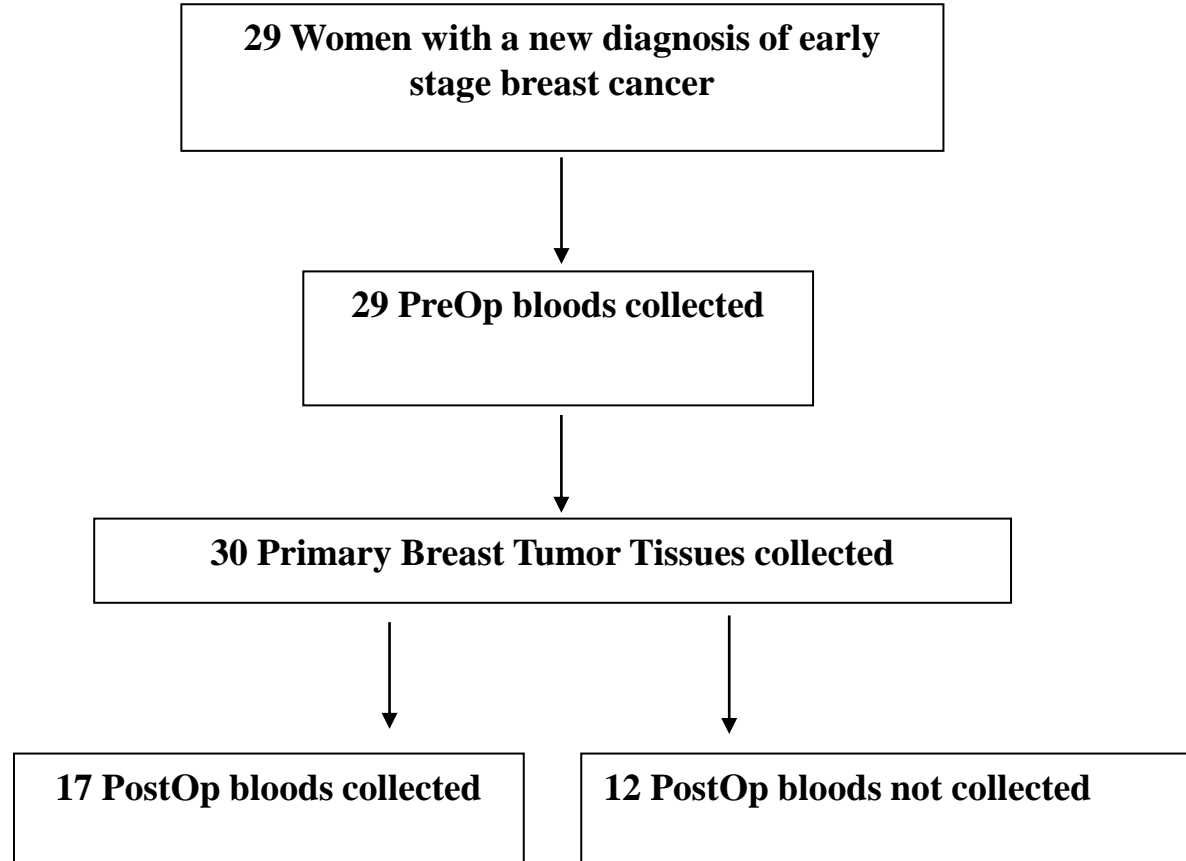 29 Women with a new diagnosis of early
stage breast cancer
29 PreOp bloods collected
30 Primary Breast Tumor Tissues collected
17 PostOp bloods collected
12 PostOp bloods not collected